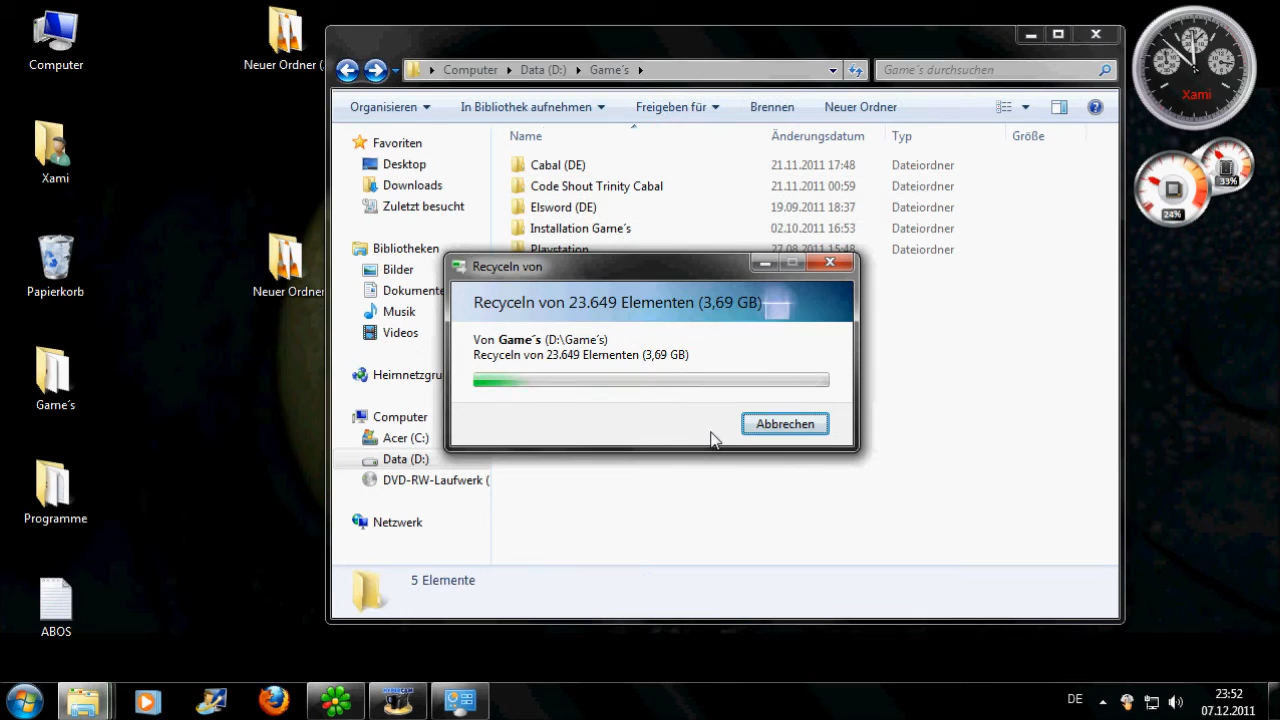 Computer
Neuer Ordner (
Xami
Papierkorb
Neuer Ordner
Game´s
Programme
ABOS
Computer
Data (D:)
Game´s
Game´s durchsuchen
Organisieren
In Bibliothek aufnehmen
Freigeben für
Brennen
Neuer Ordner
Name
Änderungsdatum
Typ
Größe
Cabal (DE) 21.11.2011 17:48 Dateiordner
Code Shout Trinity Cabal 21.11.2011 00:59 Dateiordner
Elsword (DE) 19.09.2011 18:37 Dateiordner
Installation Game´s 02.10.2011 16:53 Dateiordner
Playstation 27.08.2011 15:48 Dateiordner
Favoriten
Desktop
Downloads
Zuletzt besucht
Bibliotheken
Bilder
Dokumente
Musik
Videos
Heimnetzgru
Computer
Acer (C:)
Data (D:)
DVD-RW-Laufwerk (
Netzwerk
5 Elemente
Recyceln von
Recyceln von 23.649 Elementen (3,69 GB)
Von Game´s (D:\Game´s)
Recyceln von 23.649 Elementen (3,69 GB)
Abbrechen
Xami
33%
24%
DE
23:52
07.12.2011